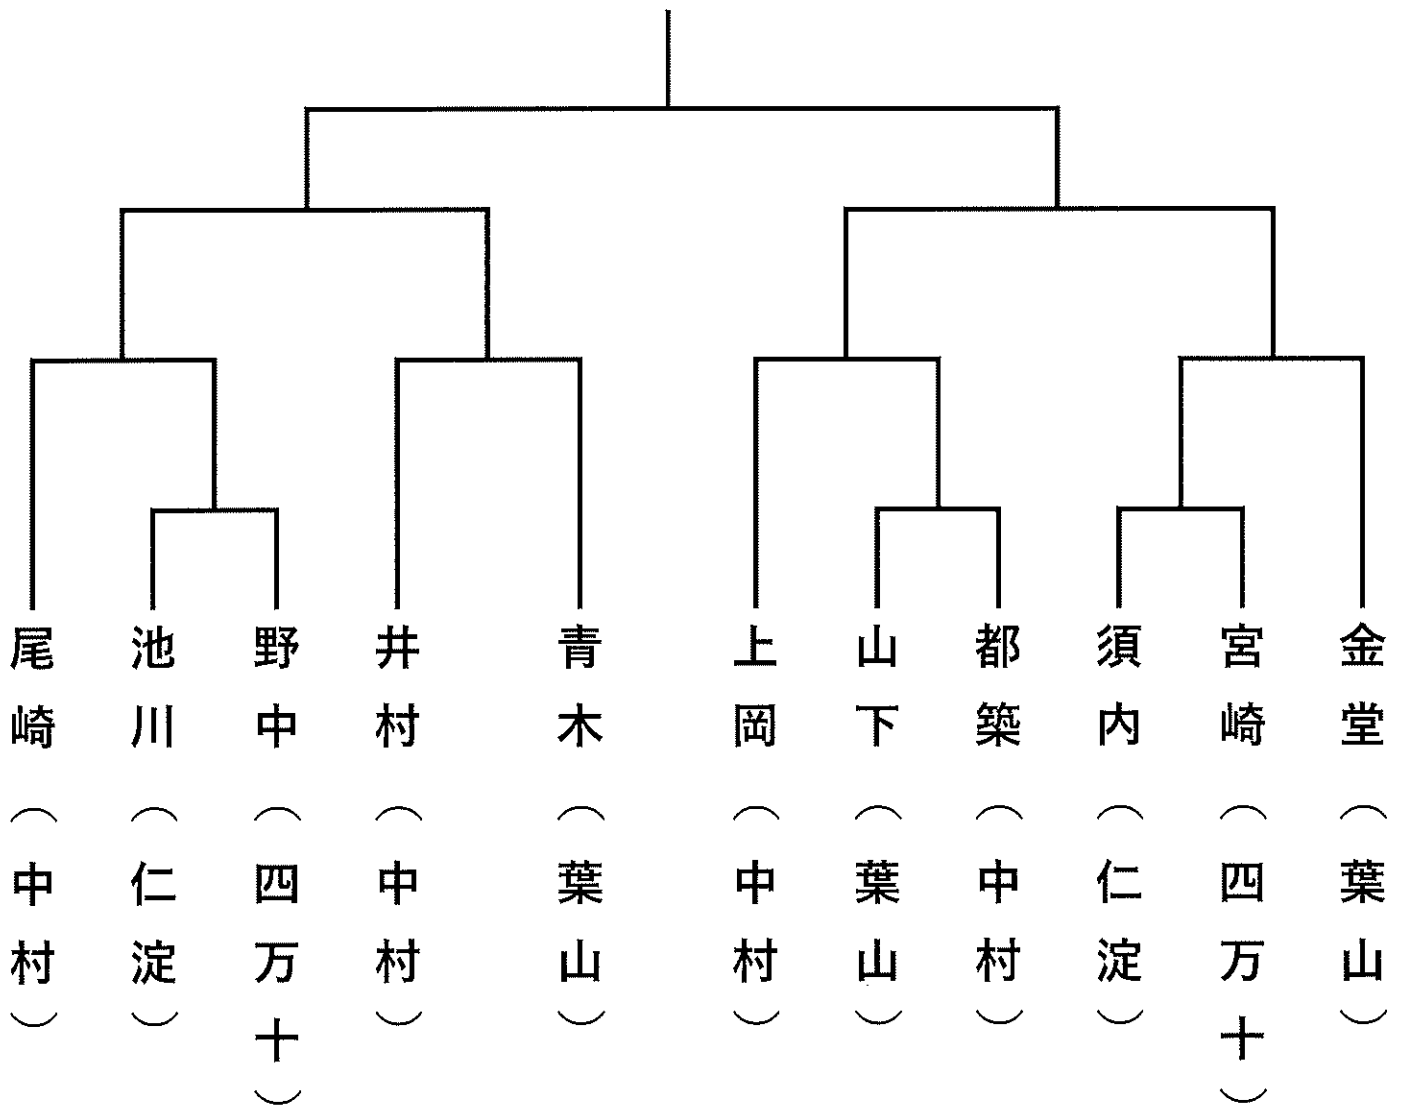 尾崎（中村）
池川（仁淀）
野中（四万十）
井村（中村）
青木（葉山）
上岡（中村）
山下（葉山）
都築（中村）
須内（仁淀）
宮崎（四万十）
金堂（葉山）